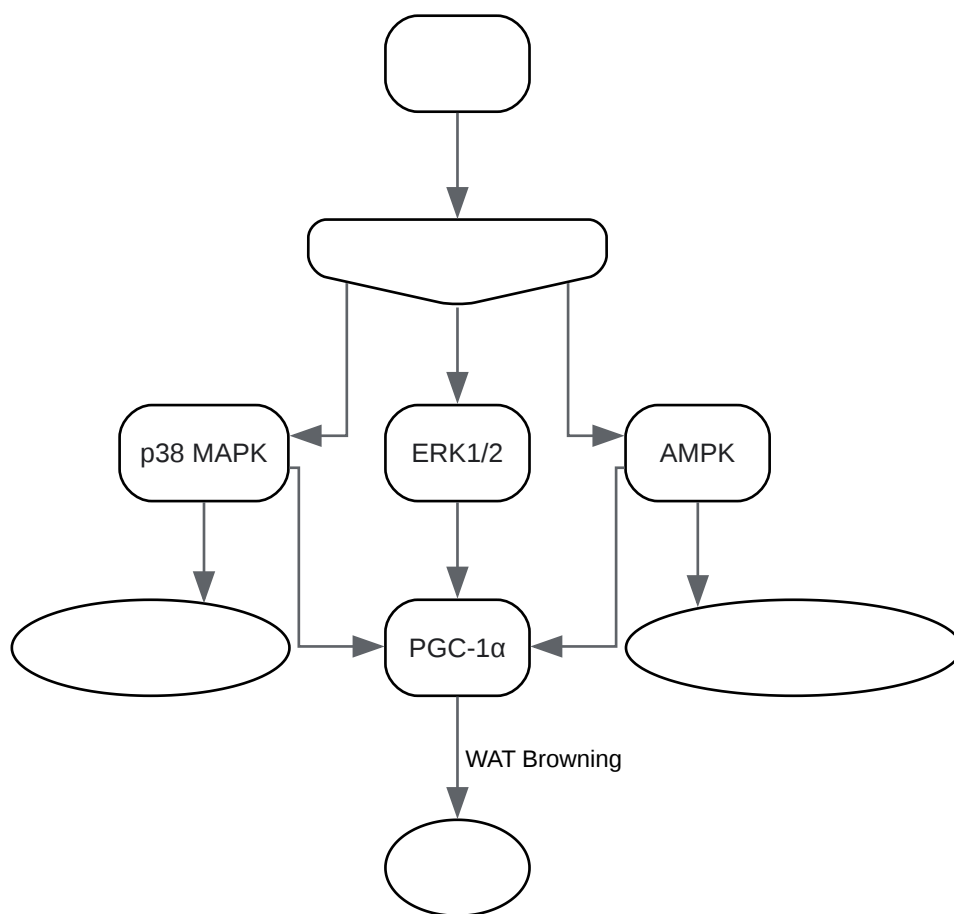 p38 MAPK
ERK1/2
AMPK
PGC-1α
WAT Browning